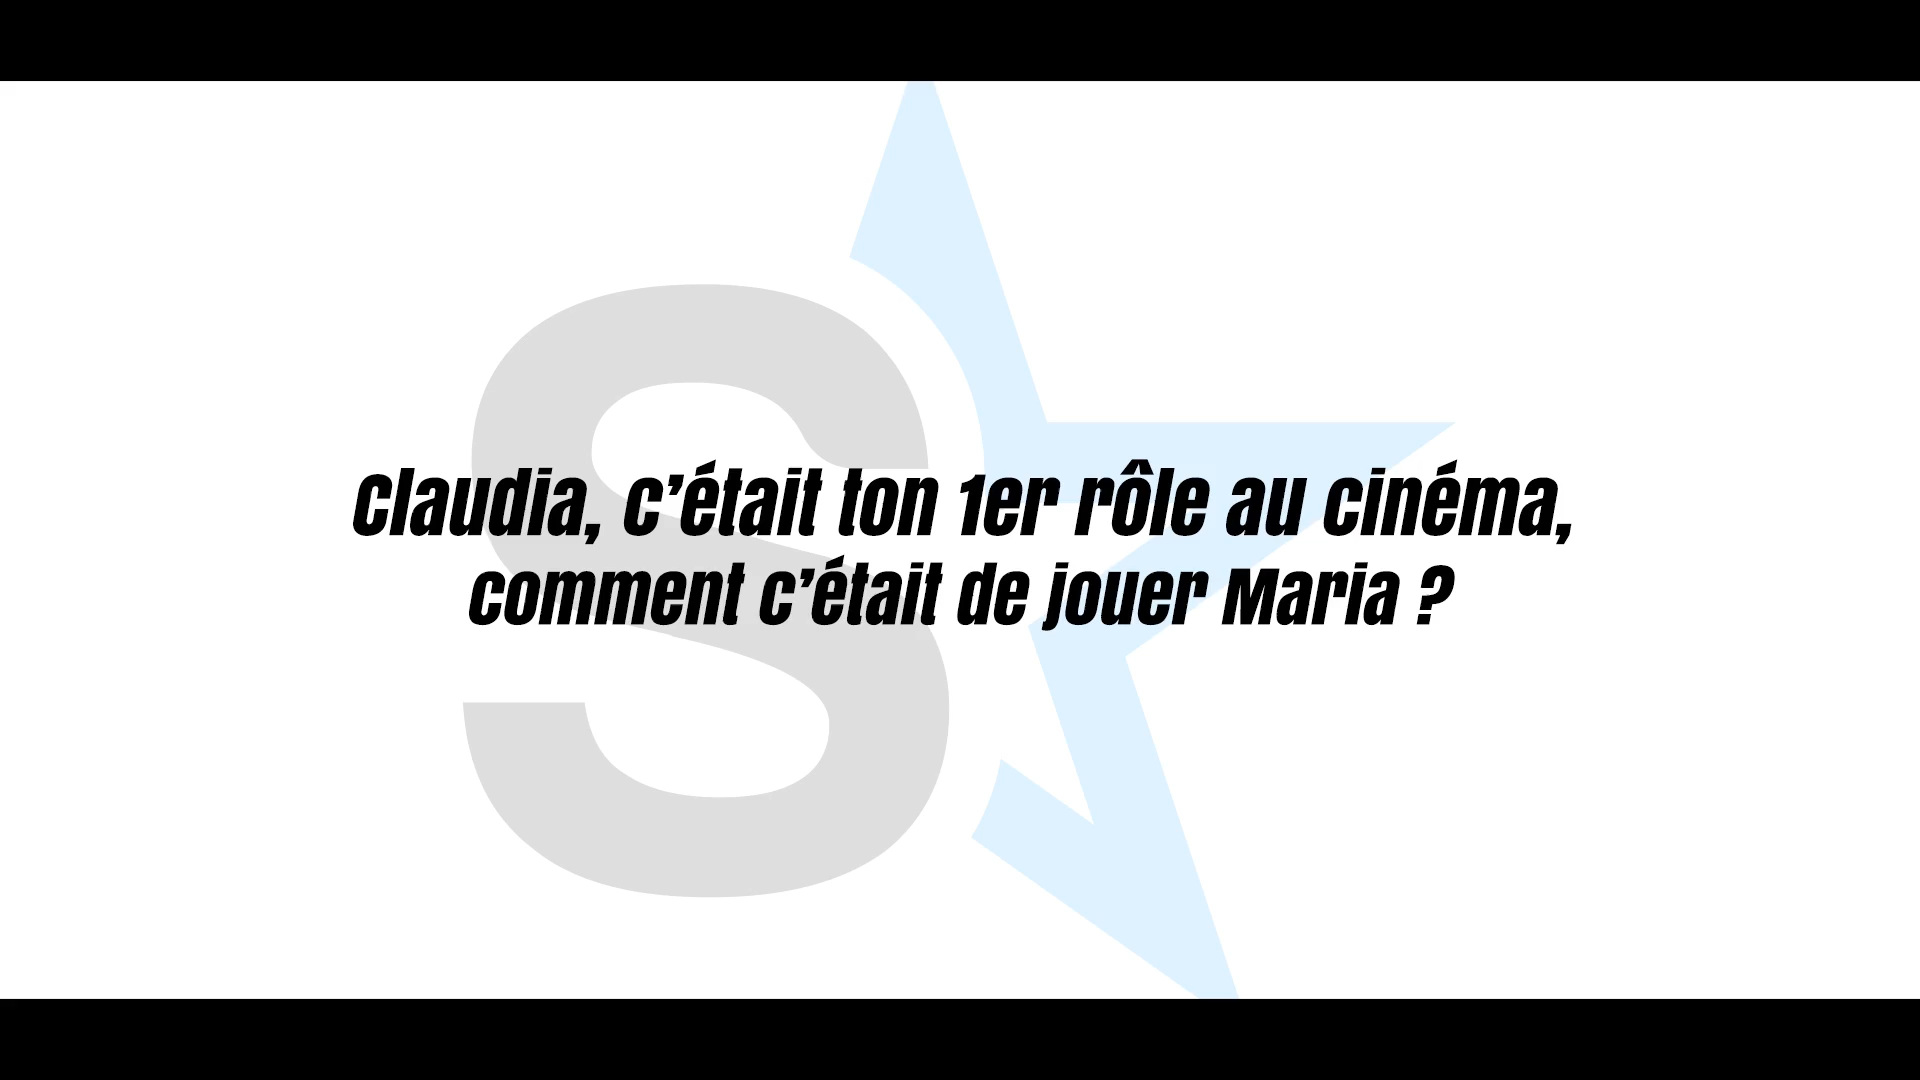 Claudia, c’était ton 1er rôle au cinéma,
comment c’était de jouer Maria ?
S